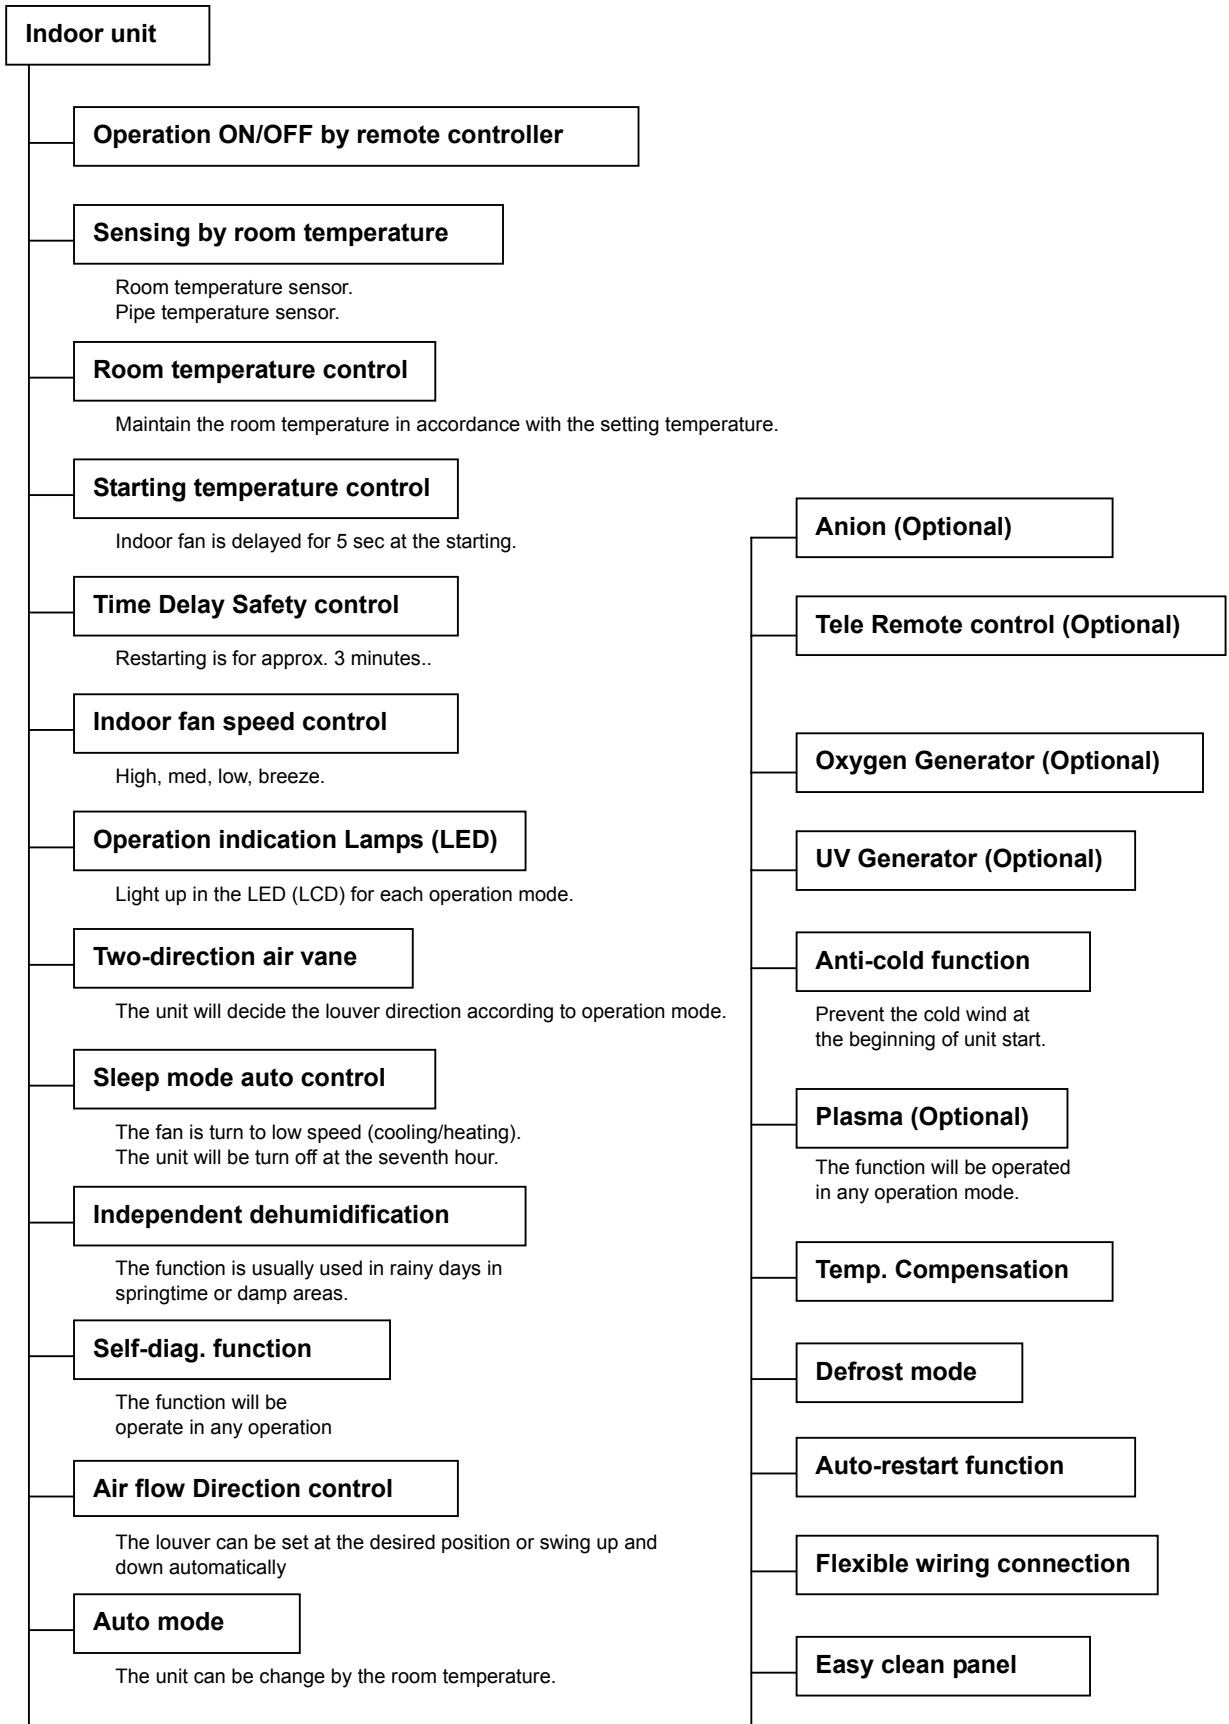 Indoor unit
Operation ON/OFF by remote controller
Sensing by room temperature
Room temperature sensor.
Pipe temperature sensor.
Room temperature control
Maintain the room temperature in accordance with the setting temperature.
Starting temperature control
Indoor fan is delayed for 5 sec at the starting.
Time Delay Safety control
Restarting is for approx. 3 minutes..
Indoor fan speed control
High, med, low, breeze.
Operation indication Lamps (LED)
Light up in the LED (LCD) for each operation mode.
Two-direction air vane
The unit will decide the louver direction according to operation mode.
Sleep mode auto control
The fan is turn to low speed (cooling/heating).
The unit will be turn off at the seventh hour.
Independent dehumidification
The function is usually used in rainy days in
springtime or damp areas.
Self-diag. function
The function will be
operate in any operation
Air flow Direction control
The louver can be set at the desired position or swing up and
down automatically
Auto mode
The unit can be change by the room temperature.
Anion (Optional)
Tele Remote control (Optional)
Oxygen Generator (Optional)
UV Generator (Optional)
Anti-cold function
Prevent the cold wind at
the beginning of unit start.
Plasma (Optional)
The function will be operated
in any operation mode.
Temp. Compensation
Defrost mode
Auto-restart function
Flexible wiring connection
Easy clean panel